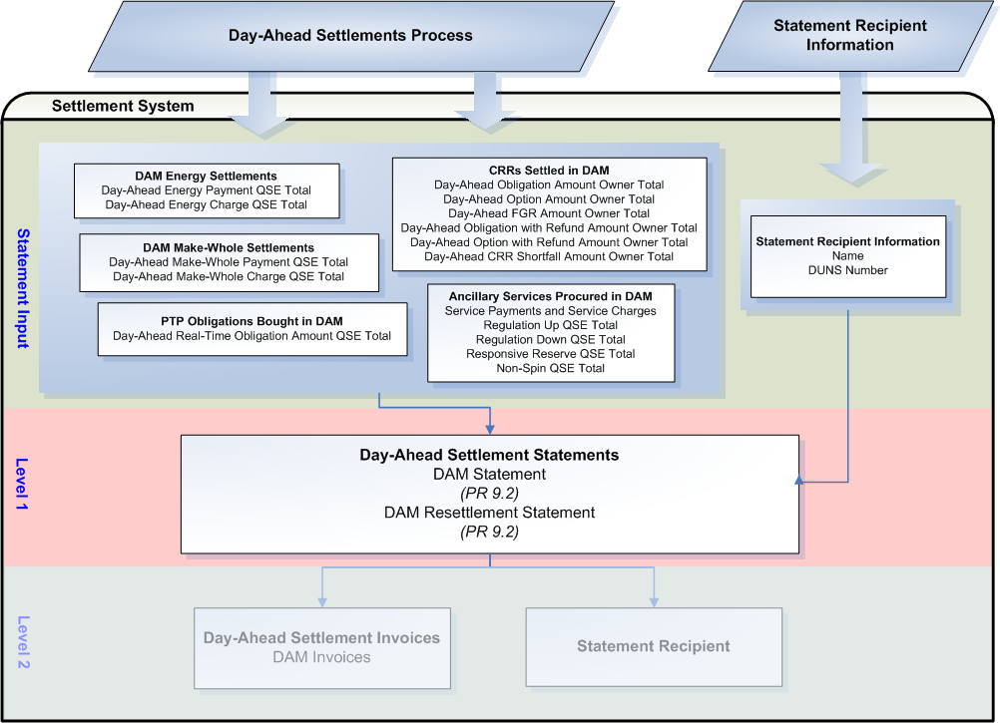 Day-Ahead Settlements Process
Statement Recipient
Information
Settlement System
Statement Input
DAM Energy Settlements
Day-Ahead Energy Payment QSE Total
Day-Ahead Energy Charge QSE Total
DAM Make-Whole Settlements
Day-Ahead Make-Whole Payment QSE Total
Day-Ahead Make-Whole Charge QSE Total
PTP Obligations Bought in DAM
Day-Ahead Real-Time Obligation Amount QSE Total
CRRs Settled in DAM
Day-Ahead Obligation Amount Owner Total
Day-Ahead Option Amount Owner Total
Day-Ahead FGR Amount Owner Total
Day-Ahead Obligation with Refund Amount Owner Total
Day-Ahead Option with Refund Amount Owner Total
Day-Ahead CRR Shortfall Amount Owner Total
Ancillary Services Procured in DAM
Service Payments and Service Charges
Regulation Up QSE Total
Regulation Down QSE Total
Responsive Reserve QSE Total
Non-Spin QSE Total
Statement Recipient Information
Name
DUNS Number
Level 1
Day-Ahead Settlement Statements
DAM Statement
(PR 9.2)
DAM Resettlement Statement
(PR 9.2)
Level 2
Day-Ahead Settlement Invoices
DAM Invoices
Statement Recipient